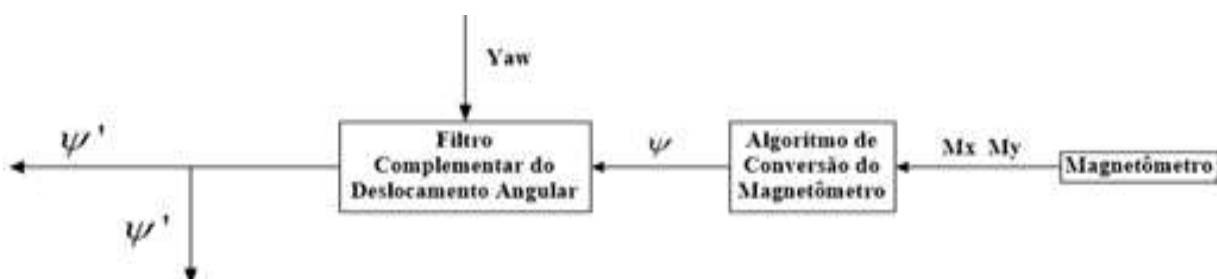 Yaw
ψ'
Filtro
Complementar do
Deslocamento Angular
ψ
Algoritmo de
Conversão do
Magnetômetro
Mx My
Magnetômetro
ψ'